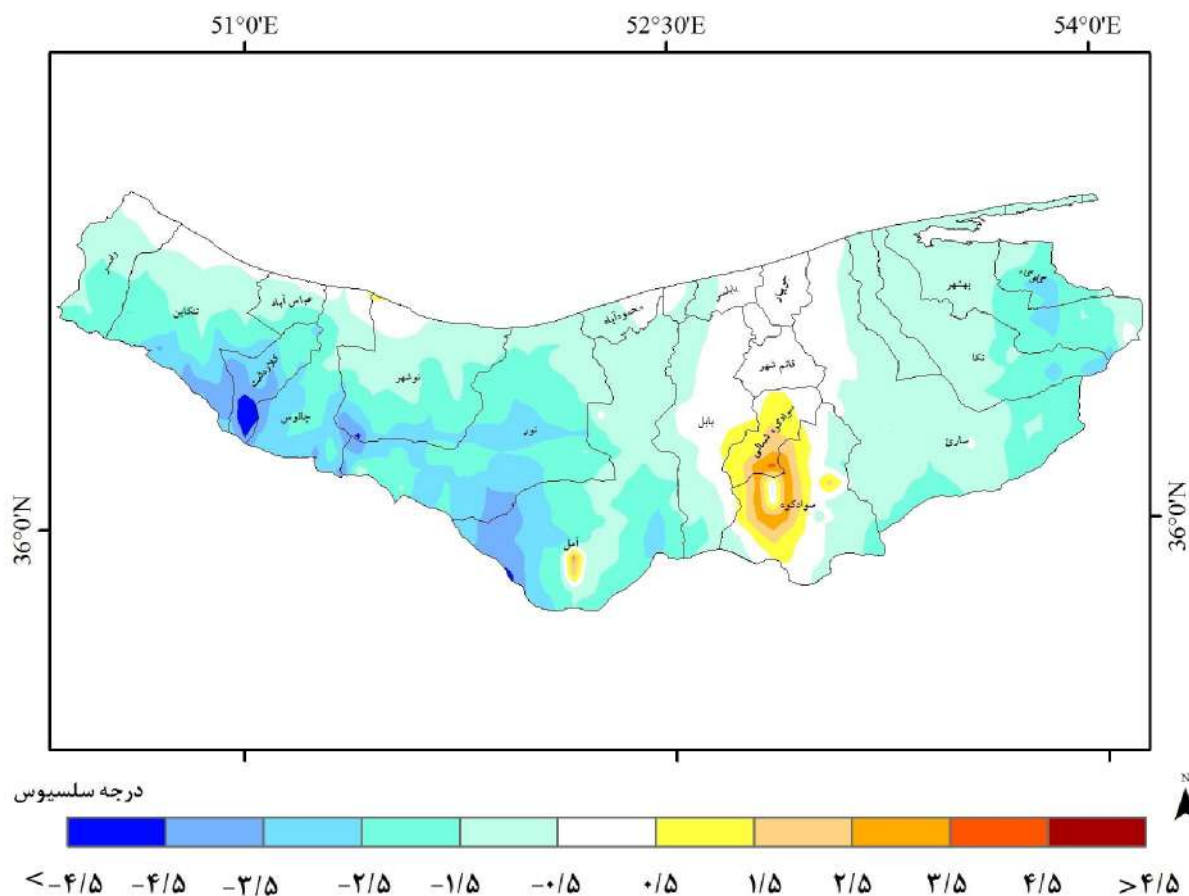 51°0'E 52°30'E 54°0'E
بهشهر
گلوگاه
رامسر
تنکابن
عباس آباد
بابلسر
جویبار
محمودآباد
نکا
قائم شهر
کلاردشت
نوشهر
چالوس
نور
بابل
سوادکوه شمالی
ساری
36°0'N 36°0'N
سوادکوه
آمل
درجه سلسیوس
N
< -۴/۵ -۴/۵ -۳/۵ -۲/۵ -۱/۵ -۰/۵ ۰/۵ ۱/۵ ۲/۵ ۳/۵ ۴/۵ >۴/۵